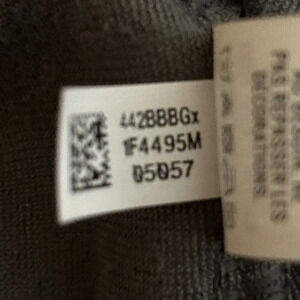 442BBBGx
1F4495M
05057
PAS REPASSER LES
DECORATIONS.